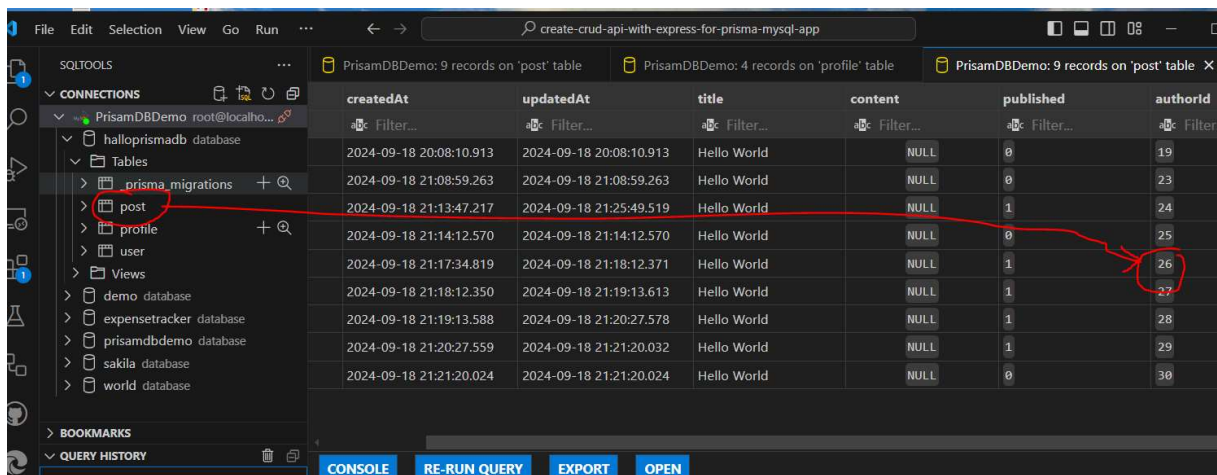 File Edit Selection View Go Run ··· create-crud-api-with-express-for-prisma-mysql-app
SQLTOOLS ···
CONNECTIONS
PrisamDBDemo root@localho...
halloprismadb database
Tables
_prisma_migrations
post
profile
user
Views
demo database
expensetracker database
prisamdbdemo database
sakila database
world database
BOOKMARKS
QUERY HISTORY
1
1
PrisamDBDemo: 9 records on 'post' table PrisamDBDemo: 4 records on 'profile' table PrisamDBDemo: 9 records on 'post' table
createdAt updatedAt title content published authorId
Filter... Filter... Filter... Filter... Filter... Filter
2024-09-18 20:08:10.913 2024-09-18 20:08:10.913 Hello World NULL 0 19
2024-09-18 21:08:59.263 2024-09-18 21:08:59.263 Hello World NULL 0 23
2024-09-18 21:13:47.217 2024-09-18 21:25:49.519 Hello World NULL 1 24
2024-09-18 21:14:12.570 2024-09-18 21:14:12.570 Hello World NULL 0 25
2024-09-18 21:17:34.819 2024-09-18 21:18:12.371 Hello World NULL 1 26
2024-09-18 21:18:12.350 2024-09-18 21:19:13.613 Hello World NULL 1 27
2024-09-18 21:19:13.588 2024-09-18 21:20:27.578 Hello World NULL 1 28
2024-09-18 21:20:27.559 2024-09-18 21:21:20.032 Hello World NULL 1 29
2024-09-18 21:21:20.024 2024-09-18 21:21:20.024 Hello World NULL 0 30
CONSOLE RE-RUN QUERY EXPORT OPEN